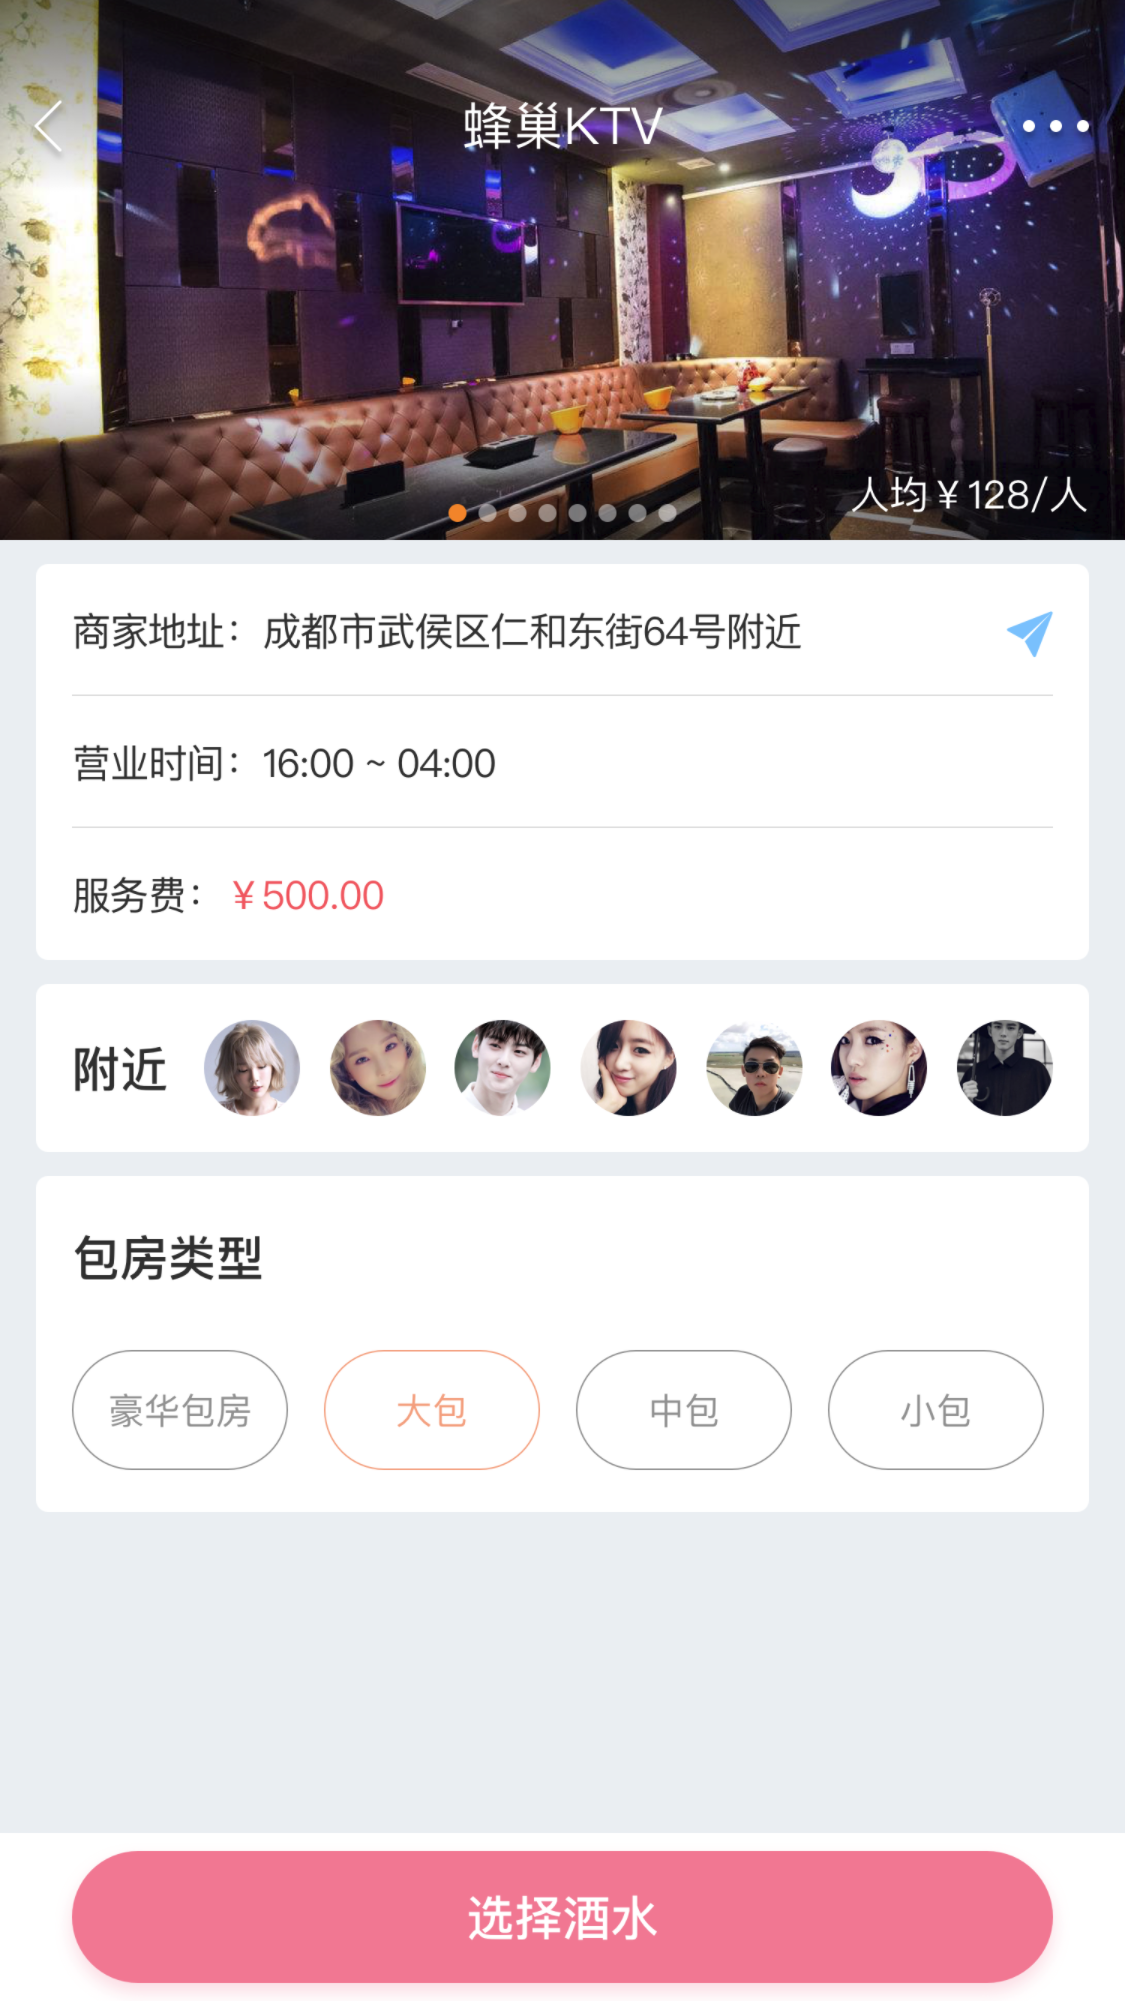 蜂巢KTV
人均￥128/人
商家地址：成都市武侯区仁和东街64号附近
营业时间：16:00 ~ 04:00
服务费：￥500.00
附近
包房类型
豪华包房 大包 中包 小包
选择酒水